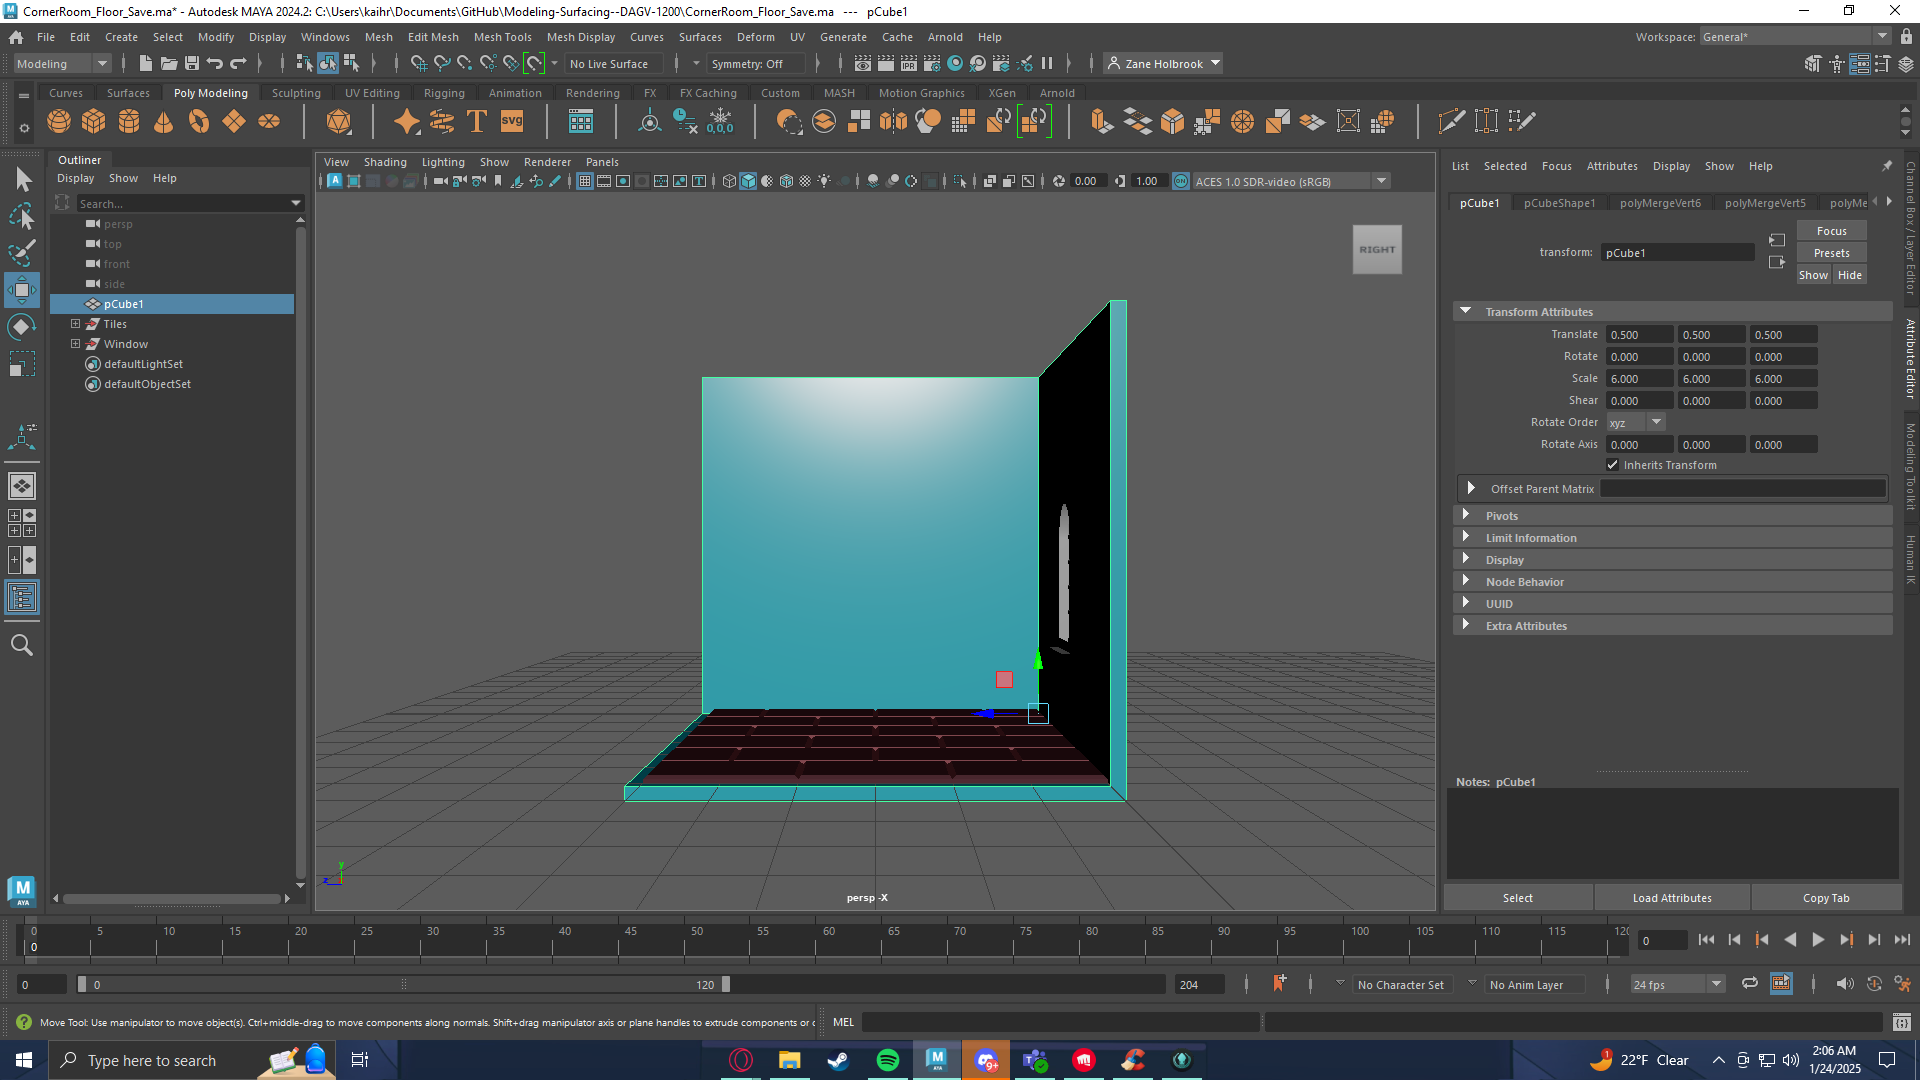 CornerRoom_Floor_Save.ma* - Autodesk MAYA 2024.2: C:\Users\kaihr\Documents\GitHub\Modeling-Surfacing--DAGV-1200\CornerRoom_Floor_Save.ma --- pCube1
File Edit Create Select Modify Display Windows Mesh Edit Mesh Mesh Tools Mesh Display Curves Surfaces Deform UV Generate Cache Arnold Help Workspace: General*
Modeling No Live Surface Symmetry: Off IPR Zane Holbrook
Curves Surfaces Poly Modeling Sculpting UV Editing Rigging Animation Rendering FX FX Caching Custom MASH Motion Graphics XGen Arnold
T svg 0,0,0
Outliner
Display Show Help
Search...
persp
top
front
side
pCube1
Tiles
Window
defaultLightSet
defaultObjectSet
View Shading Lighting Show Renderer Panels
0.00 1.00 ON ACES 1.0 SDR-video (sRGB)
RIGHT
y
z
persp -X
List Selected Focus Attributes Display Show Help
pCube1 pCubeShape1 polyMergeVert6 polyMergeVert5 polyMe
transform: pCube1
Focus
Presets
Show Hide
Transform Attributes
Translate 0.500 0.500 0.500
Rotate 0.000 0.000 0.000
Scale 6.000 6.000 6.000
Shear 0.000 0.000 0.000
Rotate Order xyz
Rotate Axis 0.000 0.000 0.000
Inherits Transform
Offset Parent Matrix
Pivots
Limit Information
Display
Node Behavior
UUID
Extra Attributes
Notes: pCube1
Select Load Attributes Copy Tab
Channel Box / Layer Editor
Attribute Editor
Modeling Toolkit
Human IK
M
AYA
0 5 10 15 20 25 30 35 40 45 50 55 60 65 70 75 80 85 90 95 100 105 110 115 120
0
0
0 0 120 204 No Character Set No Anim Layer 24 fps
Move Tool: Use manipulator to move object(s). Ctrl+middle-drag to move components along normals. Shift+drag manipulator axis or plane handles to extrude components or c
MEL
Type here to search
9+
22°F Clear
2:06 AM
1/24/2025